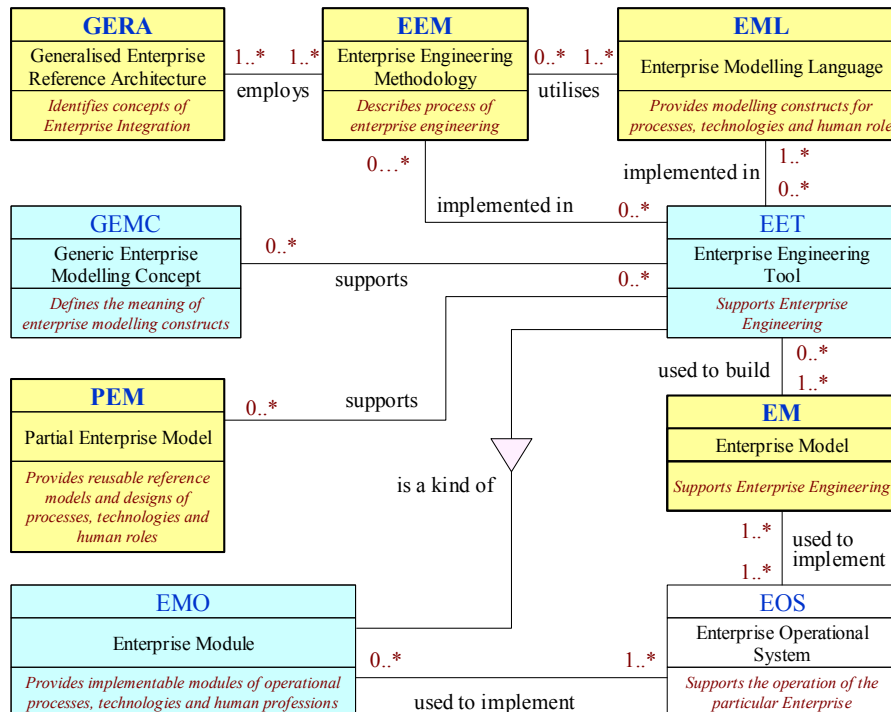 GERA
Generalised Enterprise
Reference Architecture
Identifies concepts of
Enterprise Integration
1..*
1..*
employs
EEM
Enterprise Engineering
Methodology
Describes process of
enterprise engineering
0..*
1..*
utilises
EML
Enterprise Modelling Language
Provides modelling constructs for
processes, technologies and human role
0…*
implemented in
0..*
1..*
implemented in
0..*
GEMC
Generic Enterprise
Modelling Concept
Defines the meaning of
enterprise modelling constructs
0..*
supports
0..*
EET
Enterprise Engineering
Tool
Supports Enterprise
Engineering
0..*
used to build
1..*
PEM
Partial Enterprise Model
Provides reusable reference
models and designs of
processes, technologies and
human roles
0..*
supports
is a kind of
EM
Enterprise Model
Supports Enterprise Engineering
1..*
used to
implement
1..*
EMO
Enterprise Module
Provides implementable modules of operational
processes, technologies and human professions
0..*
1..*
used to implement
EOS
Enterprise Operational
System
Supports the operation of the
particular Enterprise